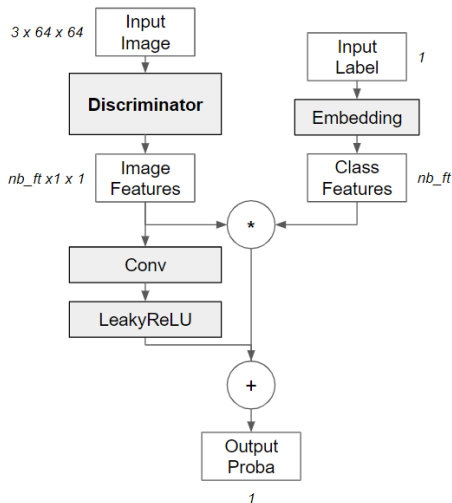 3 x 64 x 64
Input
Image
Input
Label
1
Discriminator
Embedding
nb_ft x1 x 1
Image
Features
Class
Features
nb_ft
*
Conv
LeakyReLU
+
Output
Proba
1